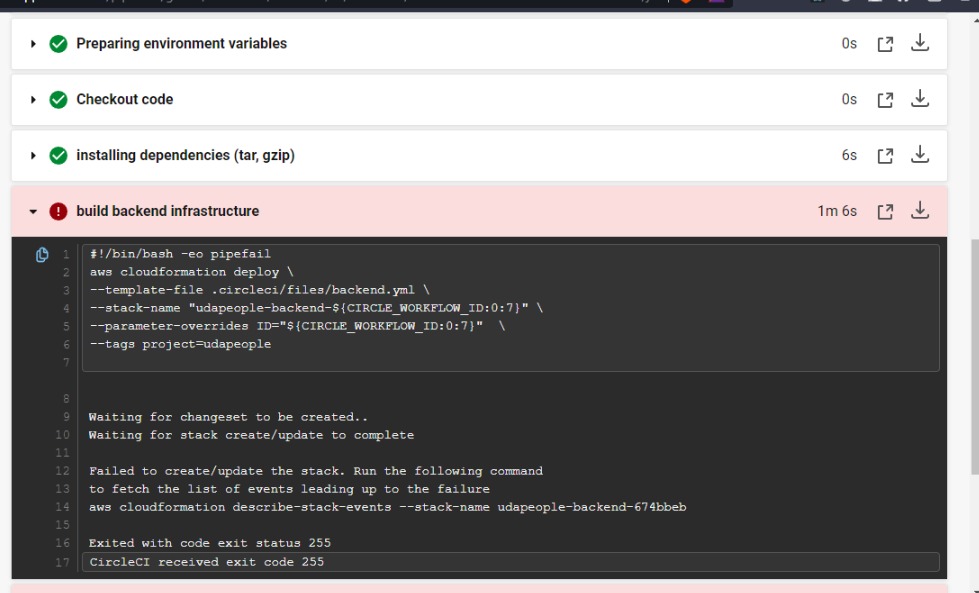 Preparing environment variables 0s
Checkout code 0s
installing dependencies (tar, gzip) 6s
build backend infrastructure 1m 6s
1 #!/bin/bash -eo pipefail
2 aws cloudformation deploy \
3 --template-file .circleci/files/backend.yml \
4 --stack-name "udapeople-backend-${CIRCLE_WORKFLOW_ID:0:7}" \
5 --parameter-overrides ID="${CIRCLE_WORKFLOW_ID:0:7}" \
6 --tags project=udapeople
7
8
9 Waiting for changeset to be created..
10 Waiting for stack create/update to complete
11
12 Failed to create/update the stack. Run the following command
13 to fetch the list of events leading up to the failure
14 aws cloudformation describe-stack-events --stack-name udapeople-backend-674bbeb
15
16 Exited with code exit status 255
17 CircleCI received exit code 255